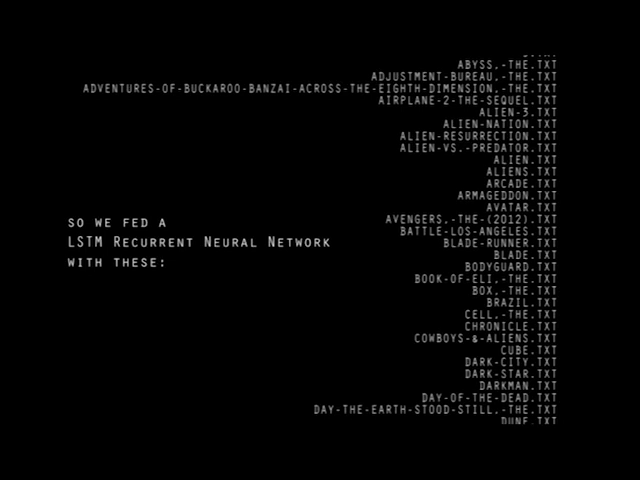 SO WE FED A
LSTM RECURRENT NEURAL NETWORK
WITH THESE:
ABYSS,-THE.TXT
ADJUSTMENT-BUREAU,-THE.TXT
ADVENTURES-OF-BUCKAROO-BANZAI-ACROSS-THE-EIGHTH-DIMENSION,-THE.TXT
AIRPLANE-2-THE-SEQUEL.TXT
ALIEN-3.TXT
ALIEN-NATION.TXT
ALIEN-RESURRECTION.TXT
ALIEN-VS.-PREDATOR.TXT
ALIEN.TXT
ALIENS.TXT
ARCADE.TXT
ARMAGEDDON.TXT
AVATAR.TXT
AVENGERS,-THE-(2012).TXT
BATTLE-LOS-ANGELES.TXT
BLADE-RUNNER.TXT
BLADE.TXT
BODYGUARD.TXT
BOOK-OF-ELI,-THE.TXT
BOX,-THE.TXT
BRAZIL.TXT
CELL,-THE.TXT
CHRONICLE.TXT
COWBOYS-&-ALIENS.TXT
CUBE.TXT
DARK-CITY.TXT
DARK-STAR.TXT
DARKMAN.TXT
DAY-OF-THE-DEAD.TXT
DAY-THE-EARTH-STOOD-STILL,-THE.TXT
DUNE.TXT